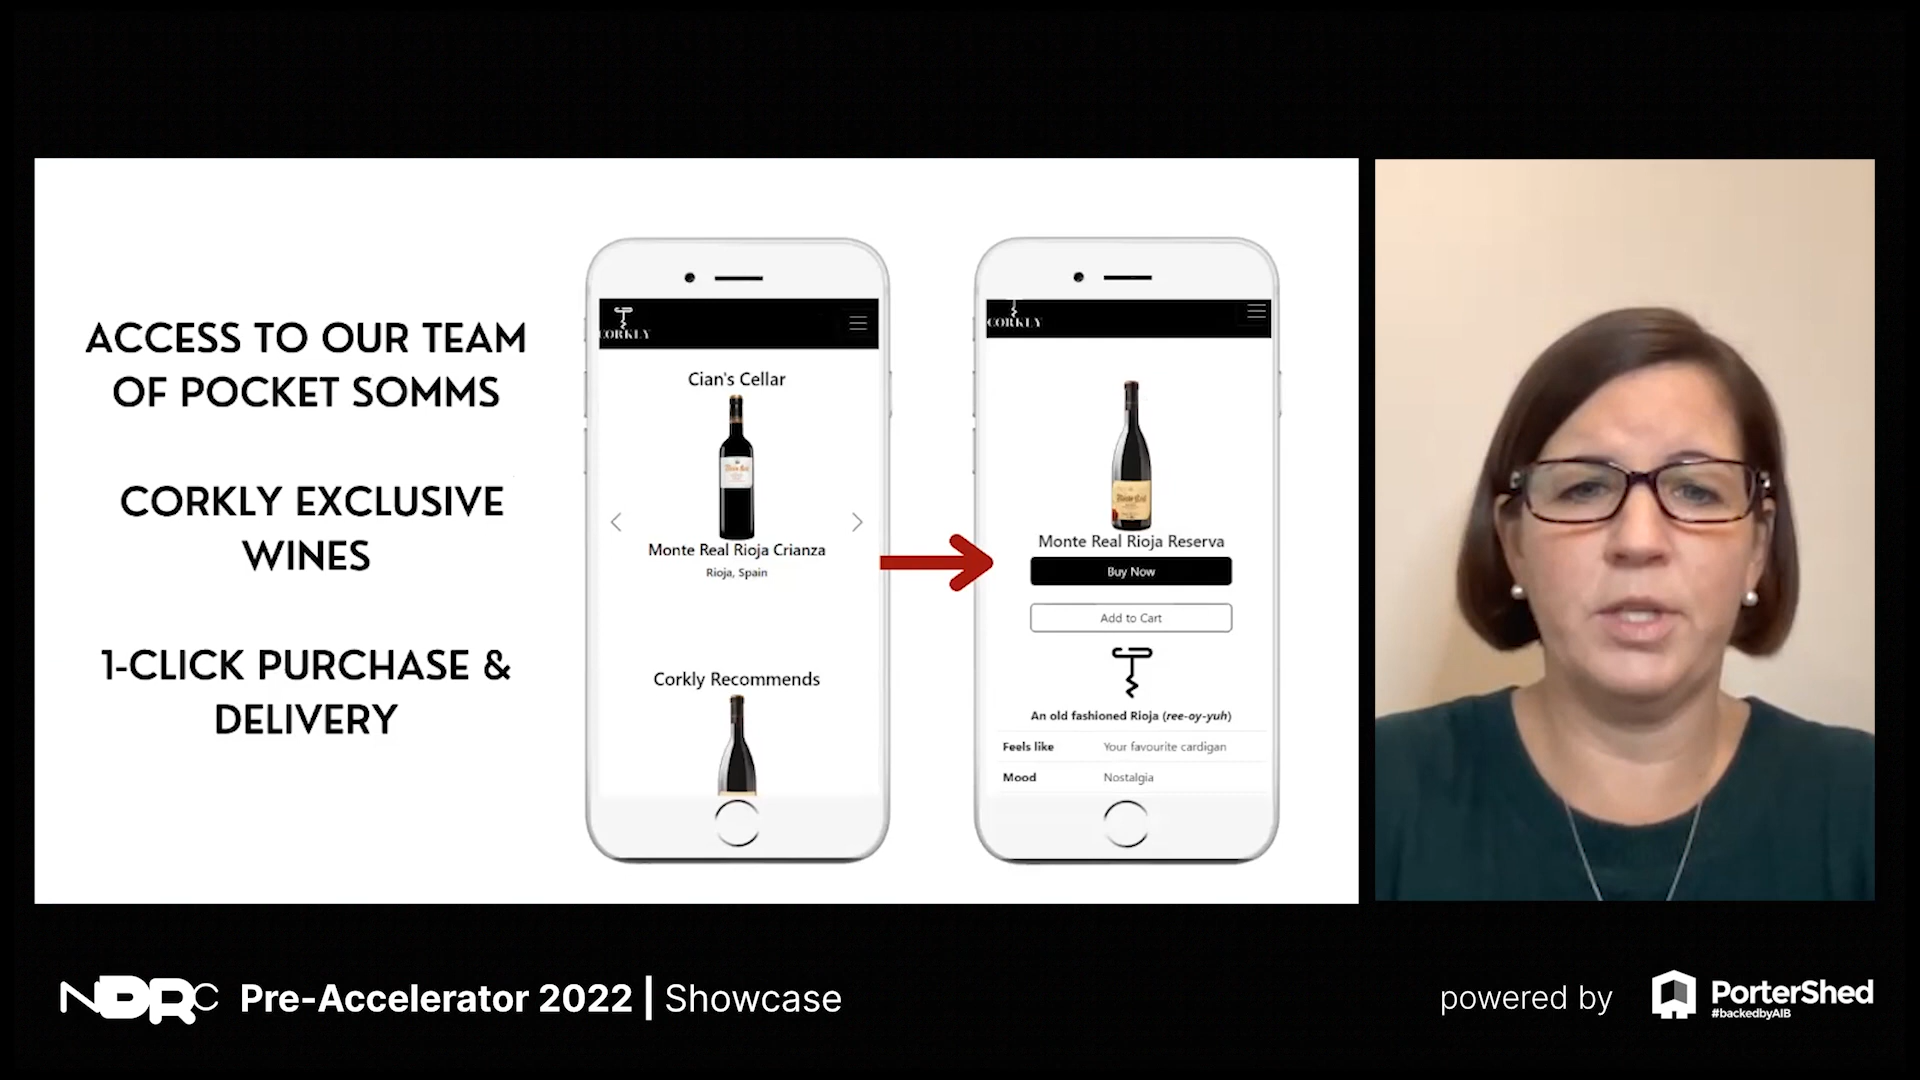 ACCESS TO OUR TEAM
OF POCKET SOMMS
CORKLY EXCLUSIVE
WINES
1-CLICK PURCHASE &
DELIVERY
CORKLY
Cian's Cellar
Monte Real Rioja Crianza
Rioja, Spain
Corkly Recommends
CORKLY
Monte Real Rioja Reserva
Buy Now
Add to Cart
An old fashioned Rioja (ree-oy-yuh)
Feels like Your favourite cardigan
Mood Nostalgia
NDRC Pre-Accelerator 2022 | Showcase
powered by PorterShed
#backedbyAIB